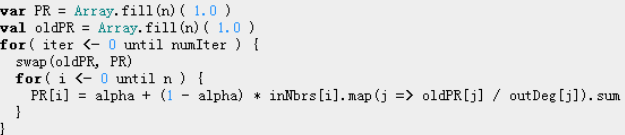 var PR = Array.fill(n)( 1.0 )
val oldPR = Array.fill(n)( 1.0 )
for( iter <- 0 until numIter ) {
  swap(oldPR, PR)
  for( i <- 0 until n ) {
    PR[i] = alpha + (1 - alpha) * inNbrs[i].map(j => oldPR[j] / outDeg[j]).sum
  }
}